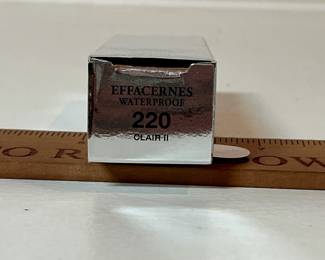 EFFACERNES
WATERPROOF
220
CLAIR II